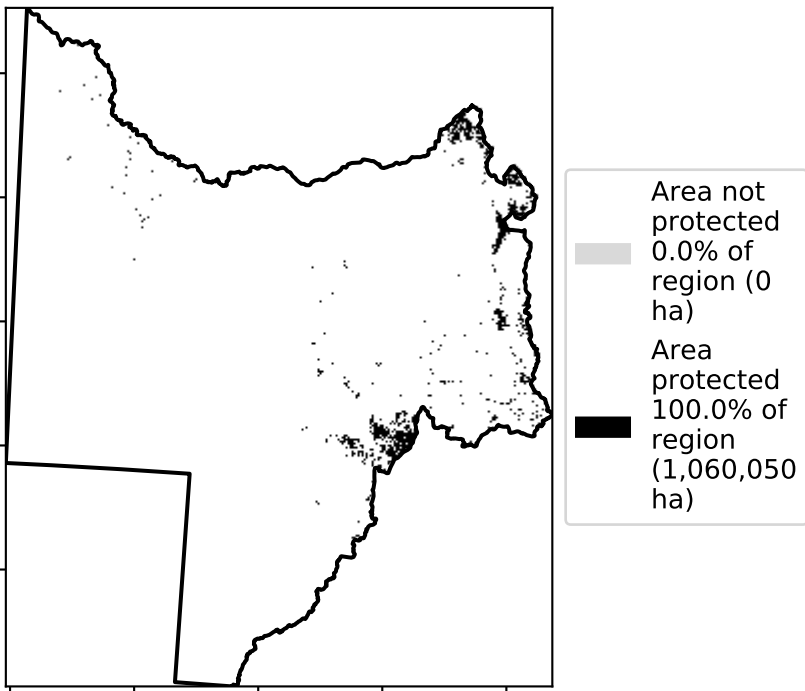 Area not
protected
0.0% of
region (0
ha)
Area
protected
100.0% of
region
(1,060,050
ha)